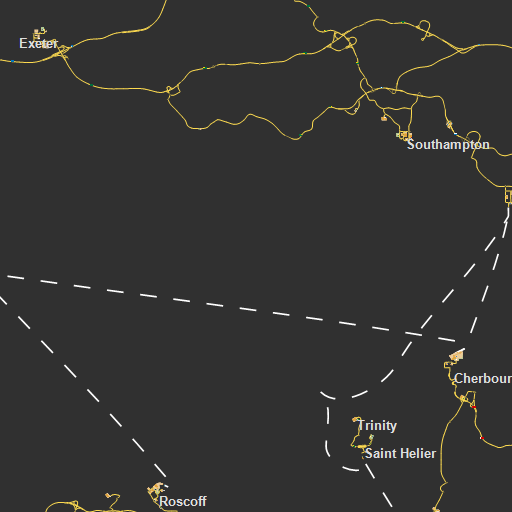 Exeter
Southampton
Cherbour
Trinity
Saint Helier
Roscoff